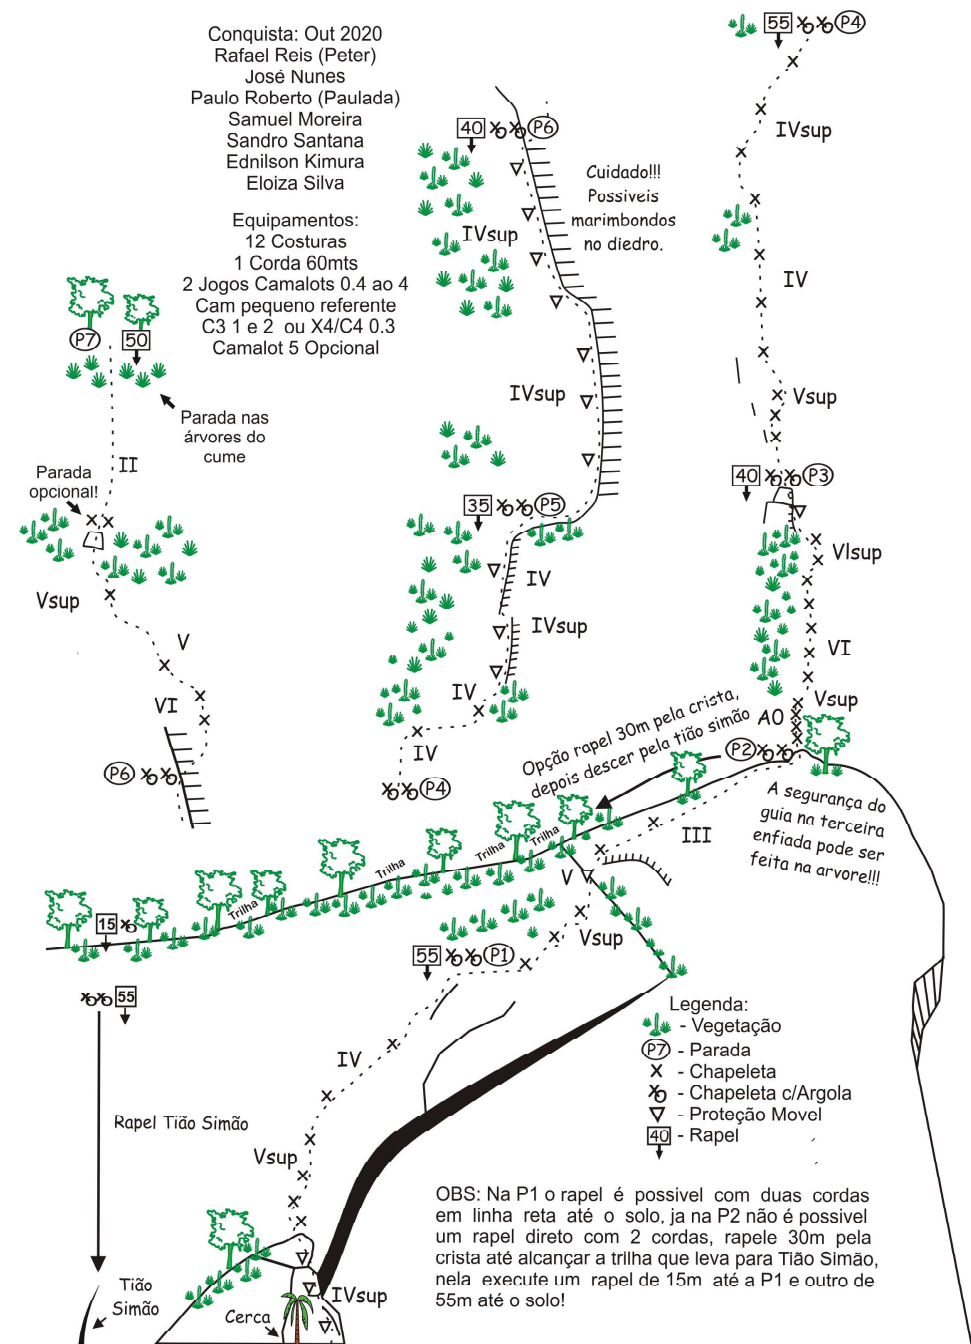 Conquista: Out 2020
Rafael Reis (Peter)
José Nunes
Paulo Roberto (Paulada)
Samuel Moreira
Sandro Santana
Ednilson Kimura
Eloiza Silva
Equipamentos:
12 Costuras
1 Corda 60mts
2 Jogos Camalots 0.4 ao 4
Cam pequeno referente
C3 1 e 2 ou X4/C4 0.3
Camalot 5 Opcional
P7
50
Parada nas
árvores do
cume
II
Parada
opcional!
Vsup
V
VI
P6
40
P6
Cuidado!!!
Possiveis
marimbondos
no diedro.
IVsup
IVsup
35
P5
IV
IVsup
IV
IV
P4
55
P4
IVsup
IV
Vsup
40
P3
VIsup
VI
Vsup
A0
P2
Opção rapel 30m pela crista,
depois descer pela tião simão
III
A segurança do
guia na terceira
enfiada pode ser
feita na arvore!!!
Trilha
Trilha
Trilha
Trilha
V
Vsup
15
55
P1
55
IV
Rapel Tião Simão
Vsup
Tião
Simão
Cerca
IVsup
Legenda:
- Vegetação
P7 - Parada
- Chapeleta
- Chapeleta c/Argola
- Proteção Movel
40 - Rapel
OBS: Na P1 o rapel é possivel com duas cordas
em linha reta até o solo, ja na P2 não é possivel
um rapel direto com 2 cordas, rapele 30m pela
crista até alcançar a trilha que leva para Tião Simão,
nela execute um rapel de 15m até a P1 e outro de
55m até o solo!